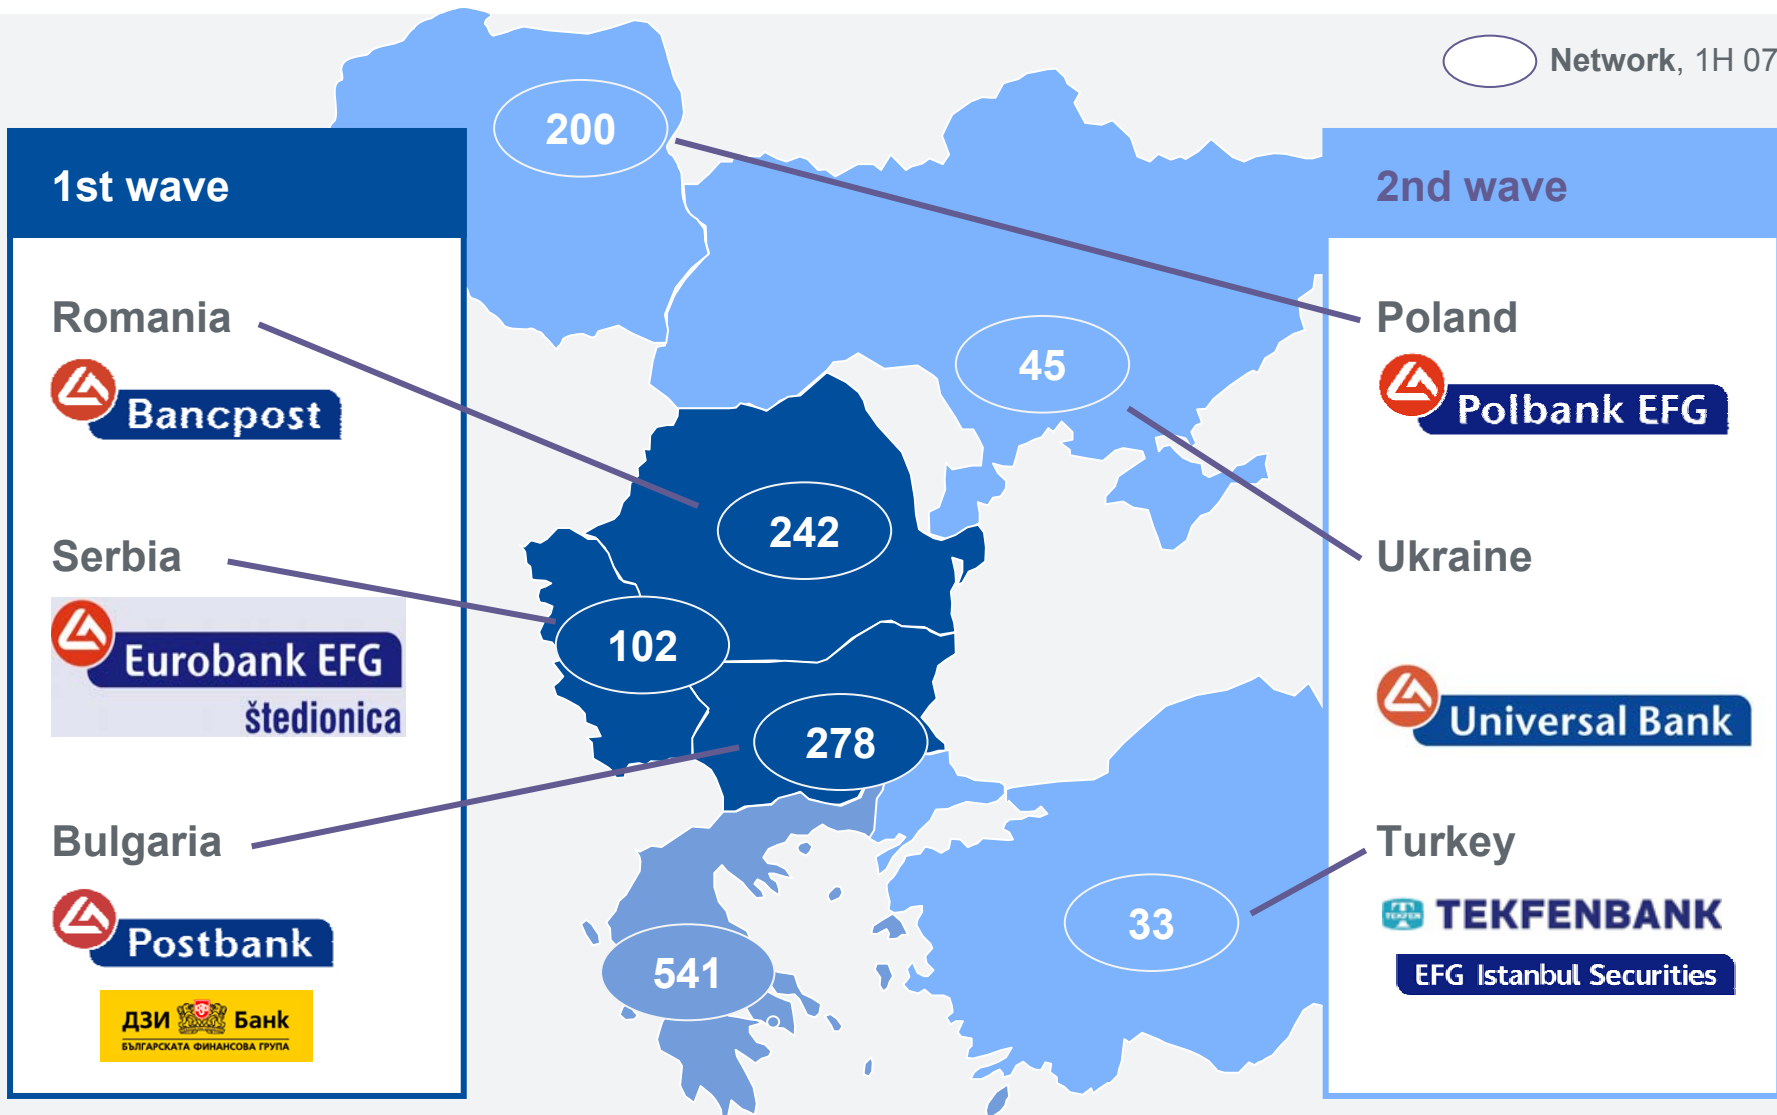 Network, 1H 07
1st wave
Romania
Bancpost
Serbia
Eurobank EFG
štedionica
Bulgaria
Postbank
ДЗИ Банк
БЪЛГАРСКАТА ФИНАНСОВА ГРУПА
200
45
242
102
278
541
33
2nd wave
Poland
Polbank EFG
Ukraine
Universal Bank
Turkey
TEKFEN
TEKFENBANK
EFG Istanbul Securities